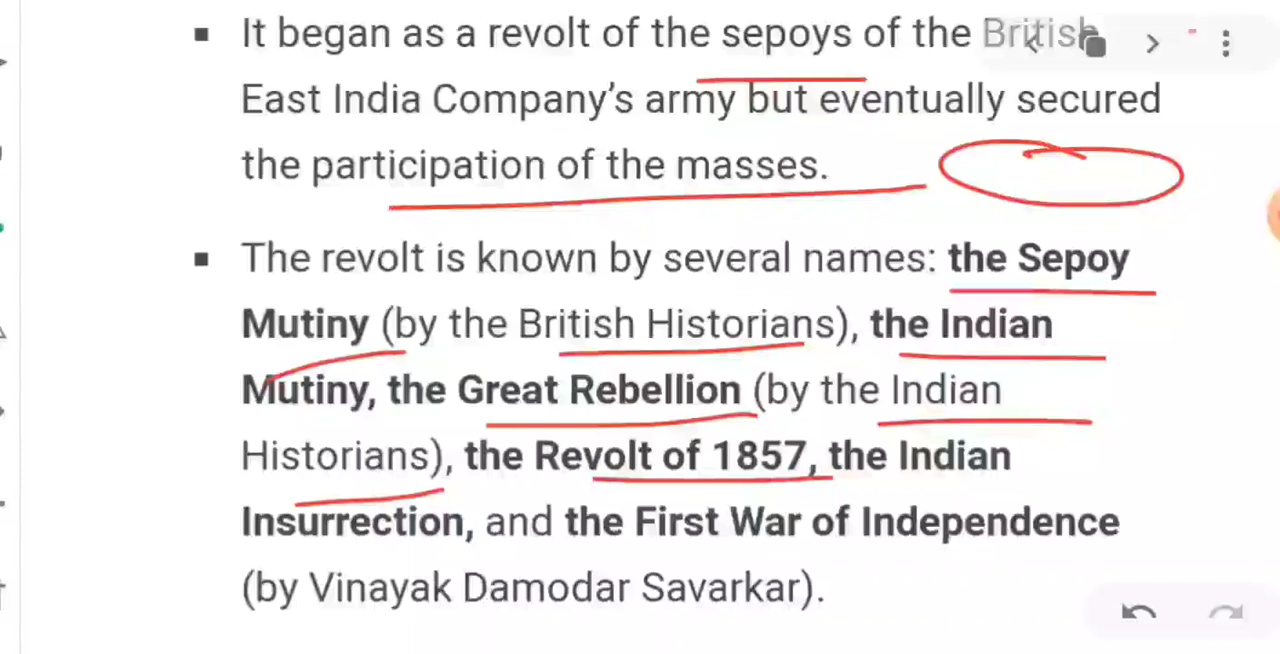 ▪ It began as a revolt of the sepoys of the British
East India Company’s army but eventually secured
the participation of the masses.
▪ The revolt is known by several names: the Sepoy
Mutiny (by the British Historians), the Indian
Mutiny, the Great Rebellion (by the Indian
Historians), the Revolt of 1857, the Indian
Insurrection, and the First War of Independence
(by Vinayak Damodar Savarkar).